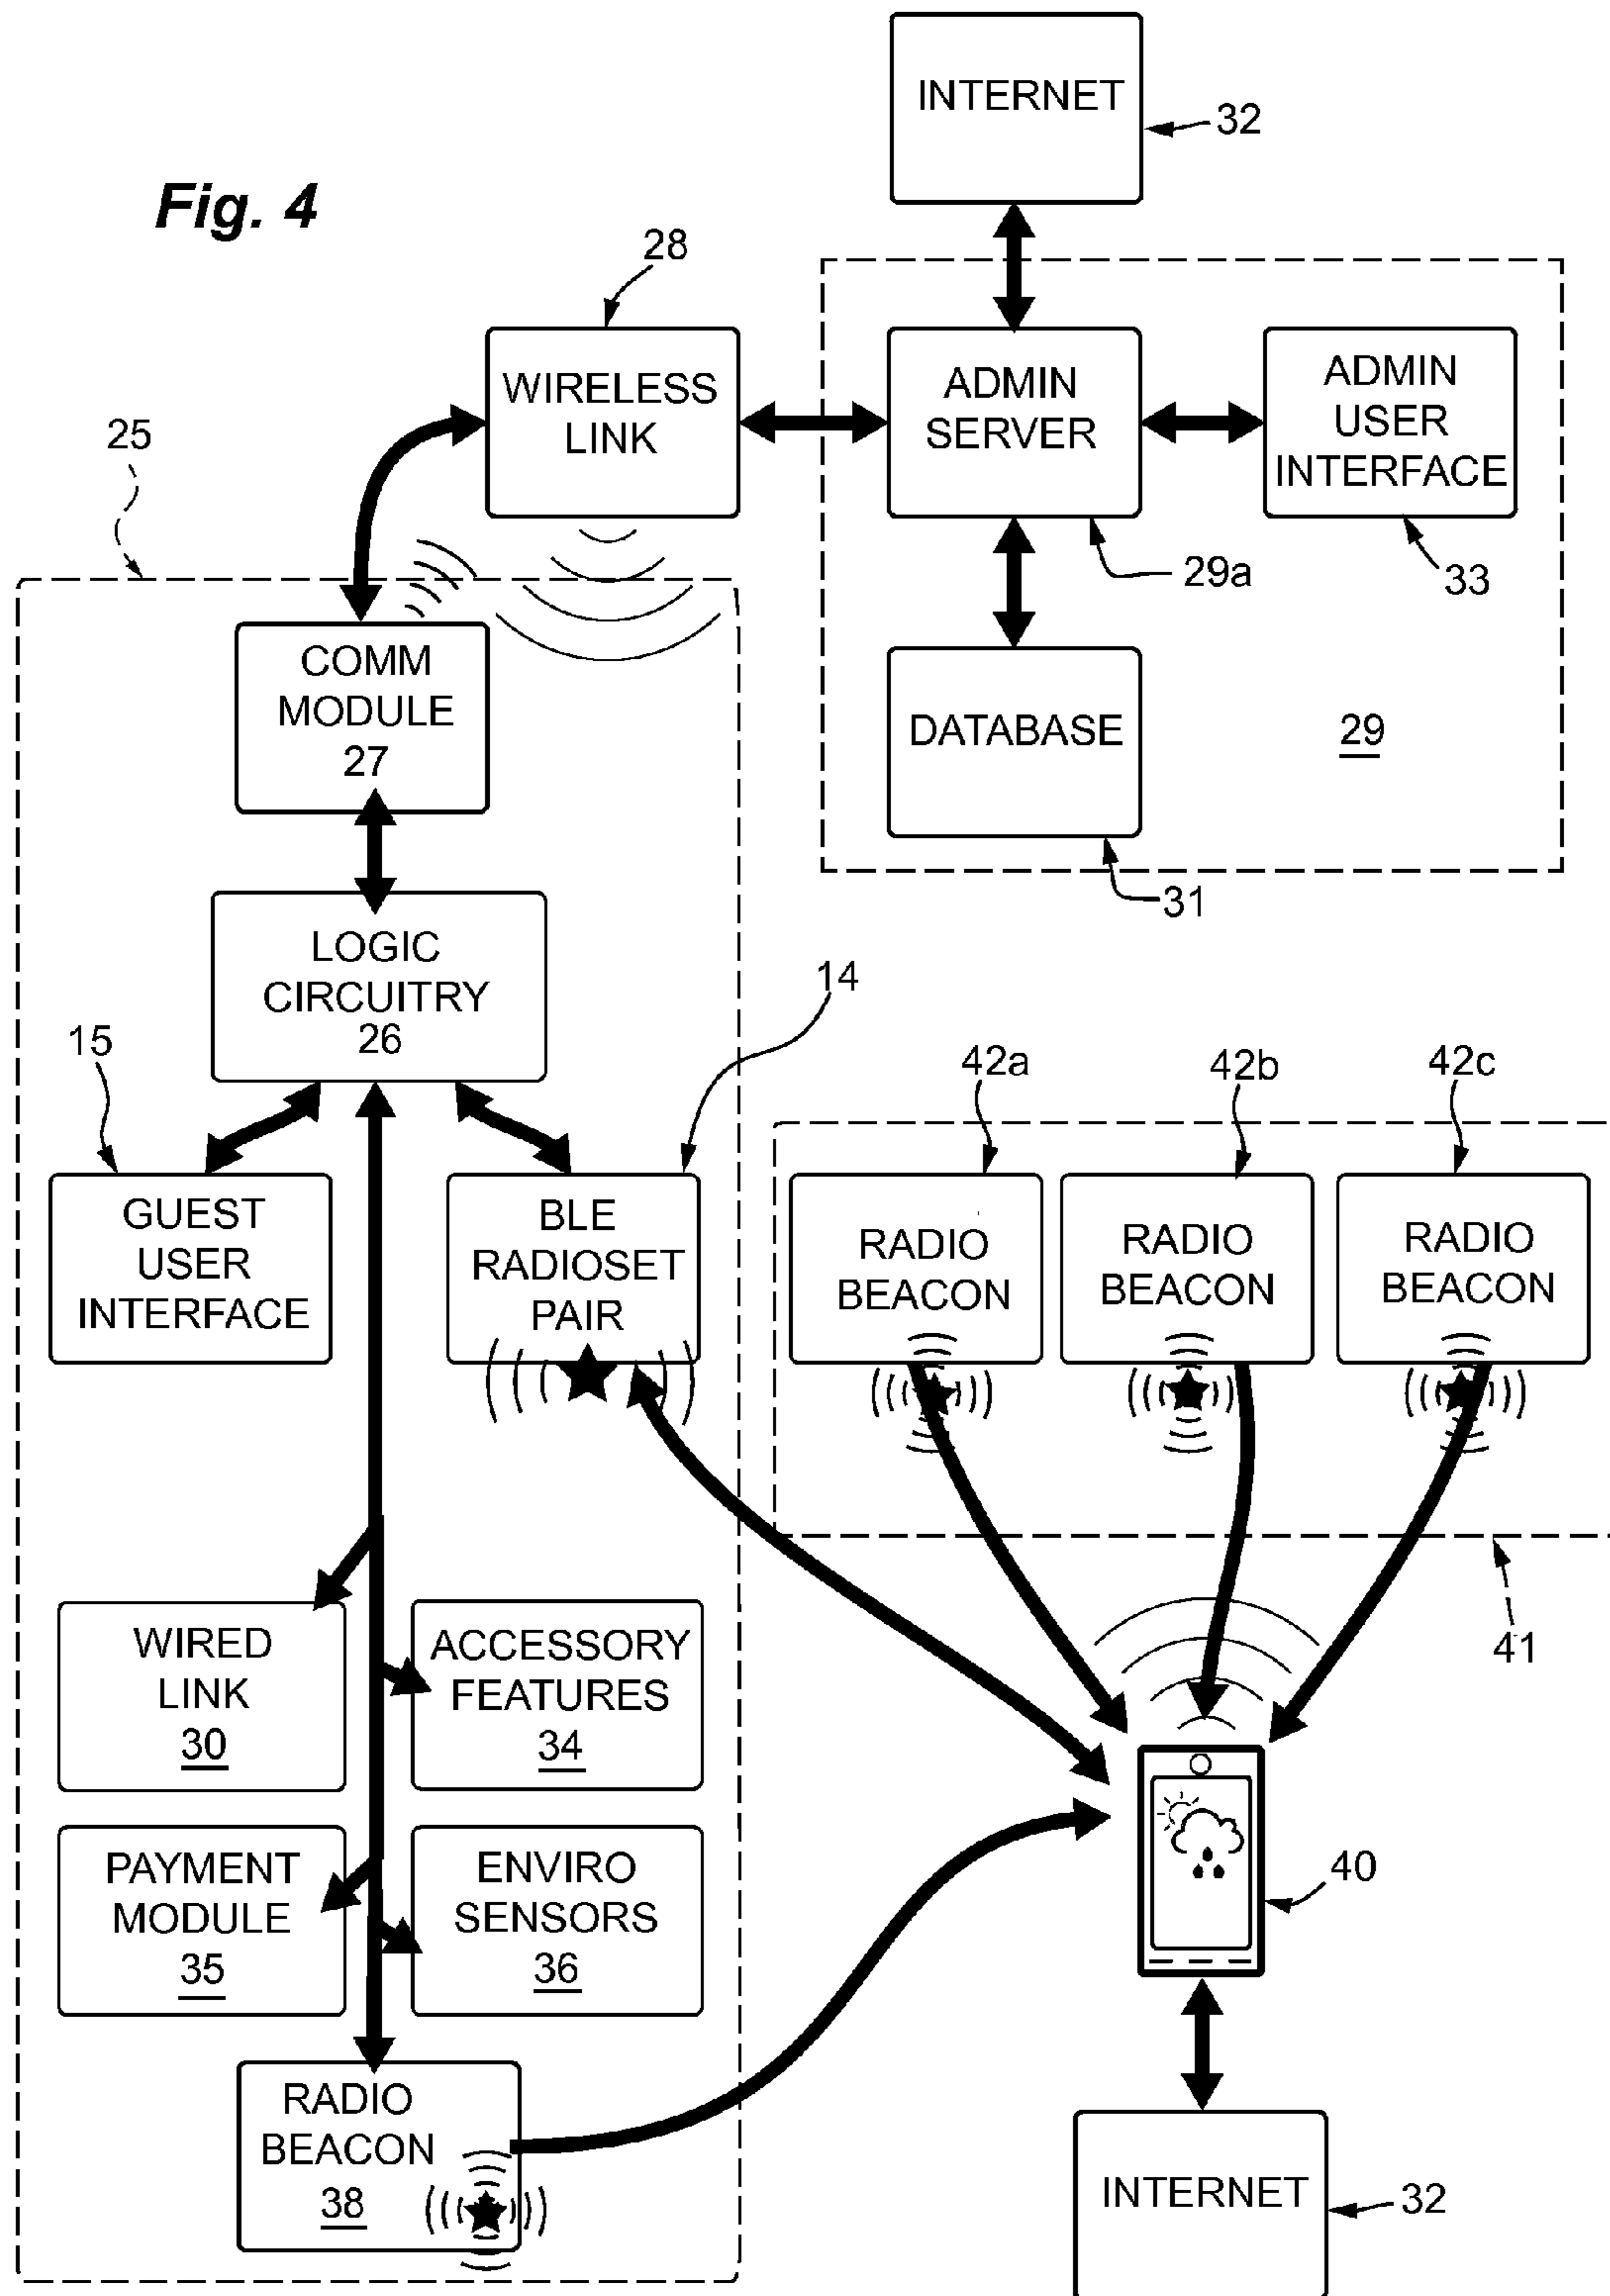 INTERNET
32
Fig. 4
28
WIRELESS
LINK
ADMIN
SERVER
ADMIN
USER
INTERFACE
25
29a
33
COMM
MODULE
27
DATABASE
29
31
LOGIC
CIRCUITRY
26
14
15
42a
42b
42c
GUEST
USER
INTERFACE
BLE
RADIOSET
PAIR
RADIO
BEACON
RADIO
BEACON
RADIO
BEACON
41
WIRED
LINK
30
ACCESSORY
FEATURES
34
PAYMENT
MODULE
35
ENVIRO
SENSORS
36
40
RADIO
BEACON
38
INTERNET
32